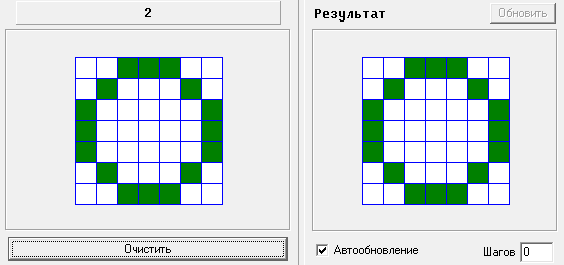 2
Результат
Обновить
Очистить
Автообновление
Шагов 0